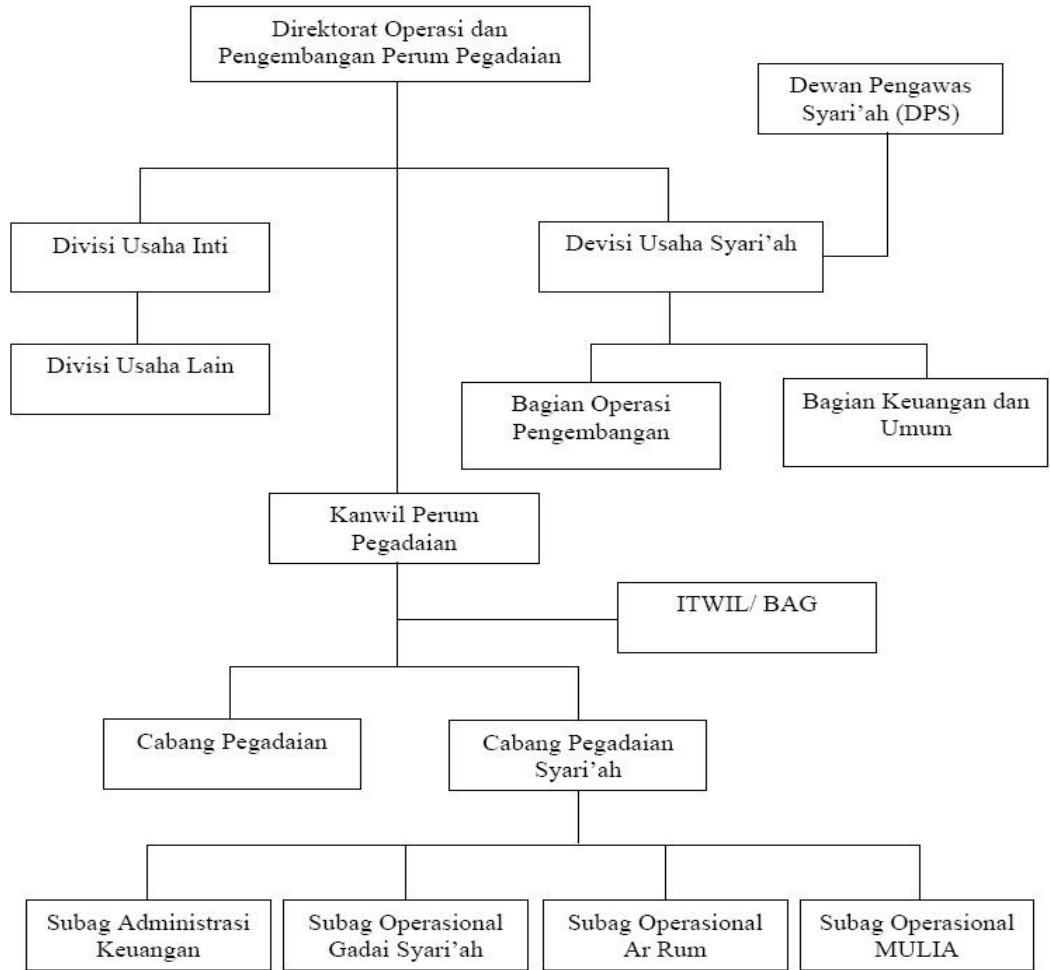 Direktorat Operasi dan
Pengembangan Perum Pegadaian
Dewan Pengawas
Syari’ah (DPS)
Divisi Usaha Inti
Devisi Usaha Syari’ah
Divisi Usaha Lain
Bagian Operasi
Pengembangan
Bagian Keuangan dan
Umum
Kanwil Perum
Pegadaian
ITWIL/ BAG
Cabang Pegadaian
Cabang Pegadaian
Syari’ah
Subag Administrasi
Keuangan
Subag Operasional
Gadai Syari’ah
Subag Operasional
Ar Rum
Subag Operasional
MULIA